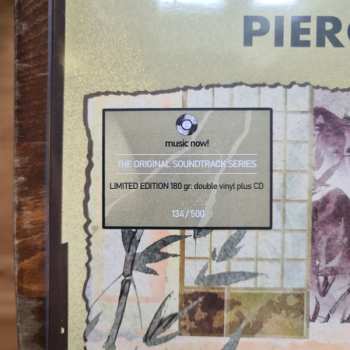 PIERO
music now!
THE ORIGINAL SOUNDTRACK SERIES
LIMITED EDITION 180 gr. double vinyl plus CD
134 / 500